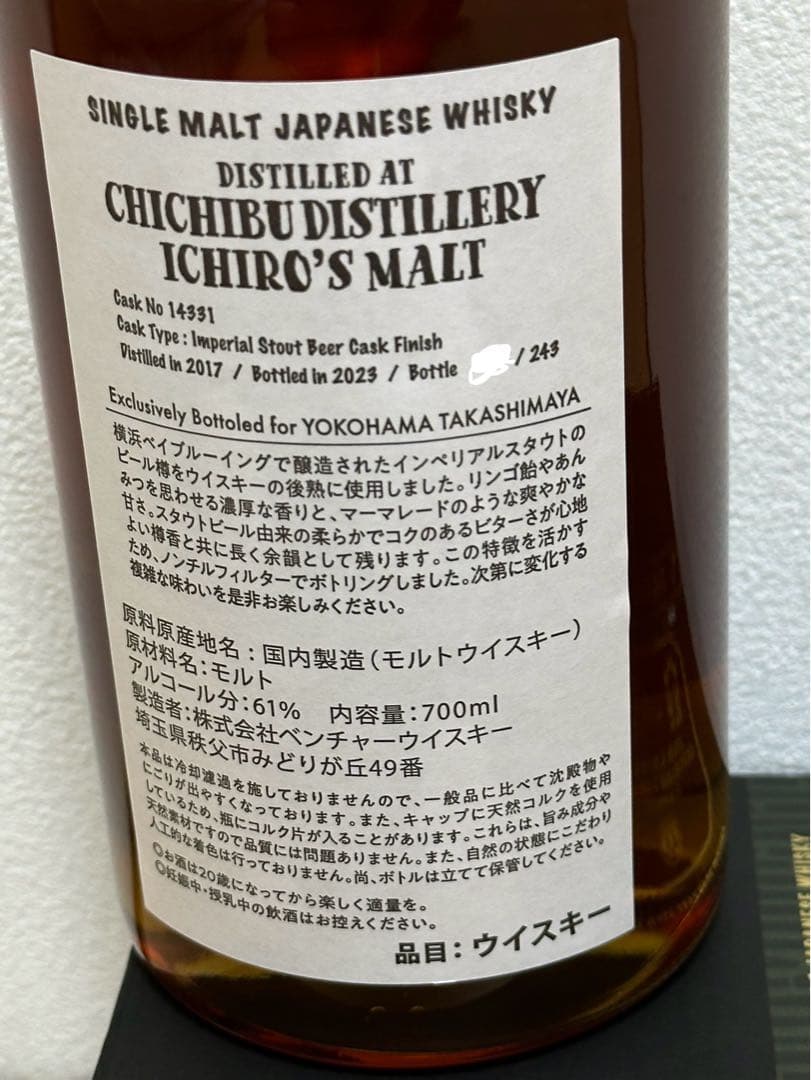 SINGLE MALT JAPANESE WHISKY
DISTILLED AT
CHICHIBU DISTILLERY
ICHIRO'S MALT
Cask No 14331
Cask Type : Imperial Stout Beer Cask Finish
Distilled in 2017 / Bottled in 2023 / Bottle / 243
Exclusively Bottoled for YOKOHAMA TAKASHIMAYA
横浜ベイブルーイングで醸造されたインペリアルスタウトの
ビール樽をウイスキーの後熟に使用しました。リンゴ飴やあん
みつを思わせる濃厚な香りと、マーマレードのような爽やかな
甘さ。スタウトビール由来の柔らかでコクのあるビターさが心地
よい樽香と共に長く余韻として残ります。この特徴を活かす
ため、ノンチルフィルターでボトリングしました。次第に変化する
複雑な味わいを是非お楽しみください。
原料原産地名：国内製造（モルトウイスキー）
原材料名：モルト
アルコール分：61% 内容量：700ml
製造者：株式会社ベンチャーウイスキー
埼玉県秩父市みどりが丘49番
本品は冷却濾過を施しておりませんので、一般品に比べて沈殿物や
にごりが出やすくなっております。また、キャップに天然コルクを使用
しているため、瓶にコルク片が入ることがあります。これらは、旨み成分や
天然素材ですので品質には問題ありません。また、自然の状態にこだわり
人工的な着色は行っておりません。尚、ボトルは立てて保管してください。
◎お酒は20歳になってから楽しく適量を。
◎妊娠中・授乳中の飲酒はお控えください。
品目：ウイスキー
JAPANESE WHISKY